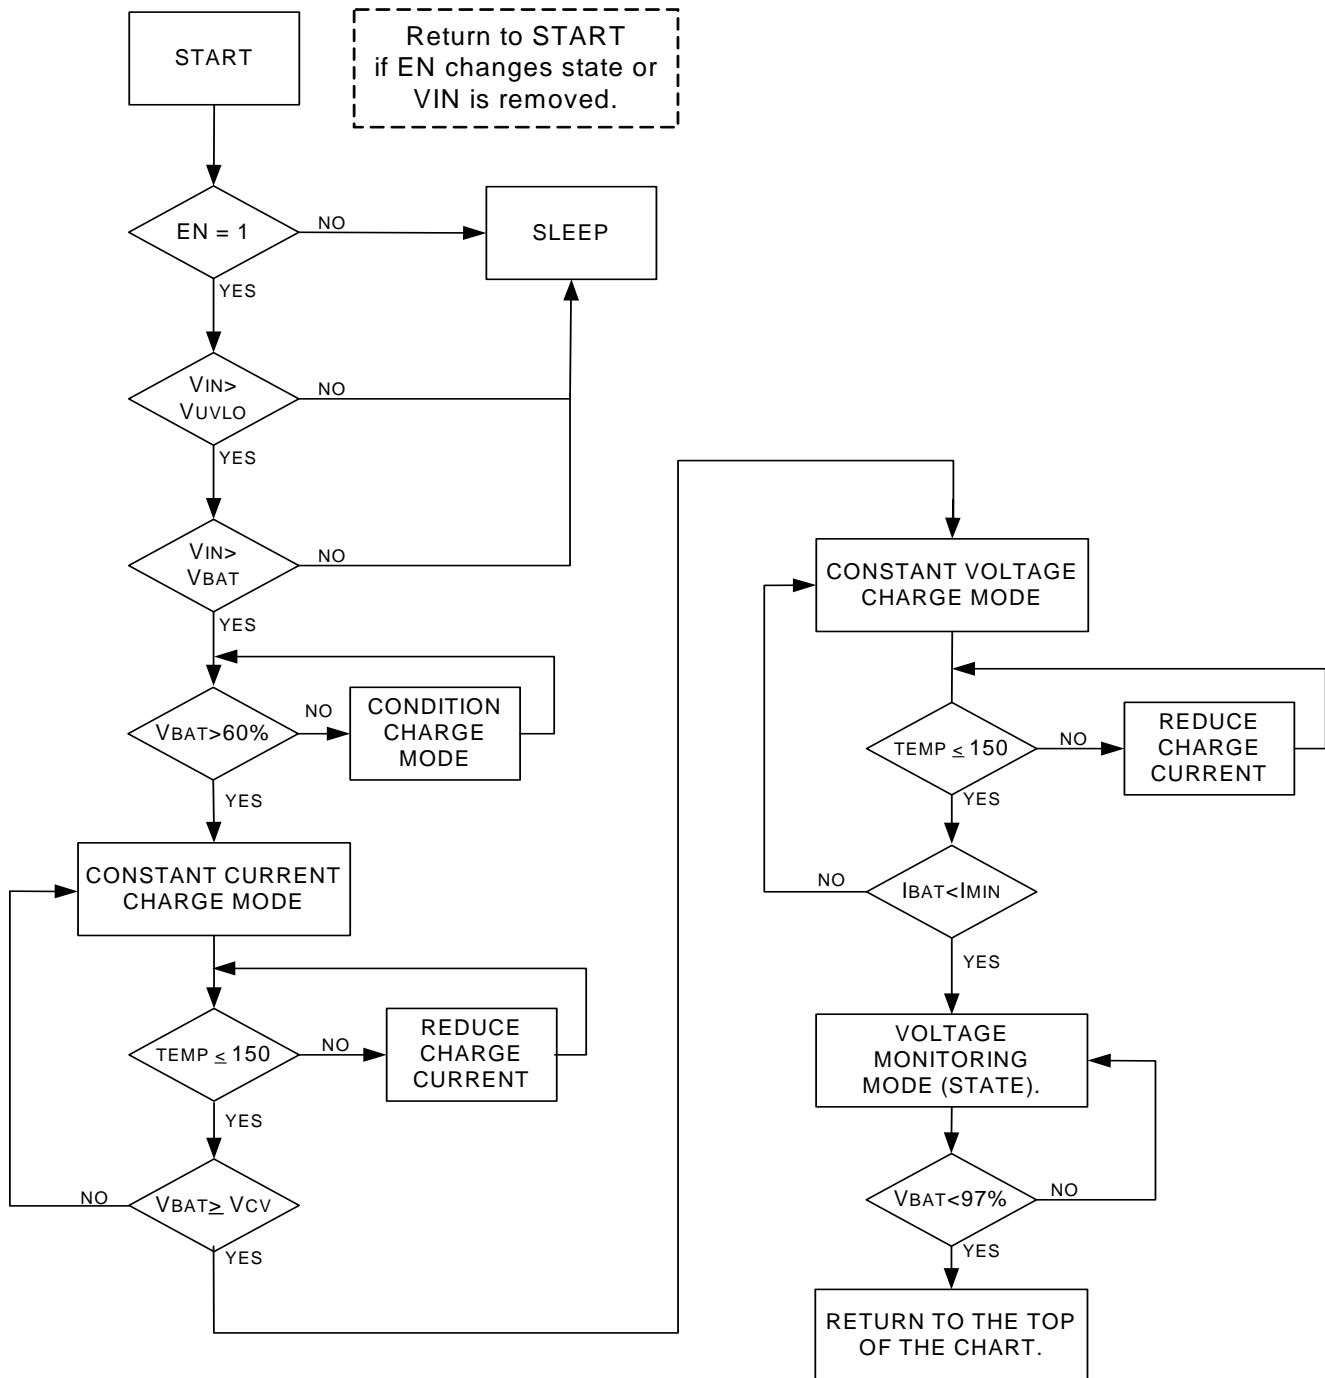 START
Return to START
if EN changes state or
VIN is removed.
EN = 1
NO
SLEEP
YES
VIN>
VUVLO
NO
YES
VIN>
VBAT
NO
YES
VBAT>60%
NO
CONDITION
CHARGE
MODE
YES
CONSTANT CURRENT
CHARGE MODE
TEMP ≤ 150
NO
REDUCE
CHARGE
CURRENT
YES
VBAT≥ VCV
NO
YES
CONSTANT VOLTAGE
CHARGE MODE
TEMP ≤ 150
NO
REDUCE
CHARGE
CURRENT
YES
IBAT<IMIN
NO
YES
VOLTAGE
MONITORING
MODE (STATE).
VBAT<97%
NO
YES
RETURN TO THE TOP
OF THE CHART.